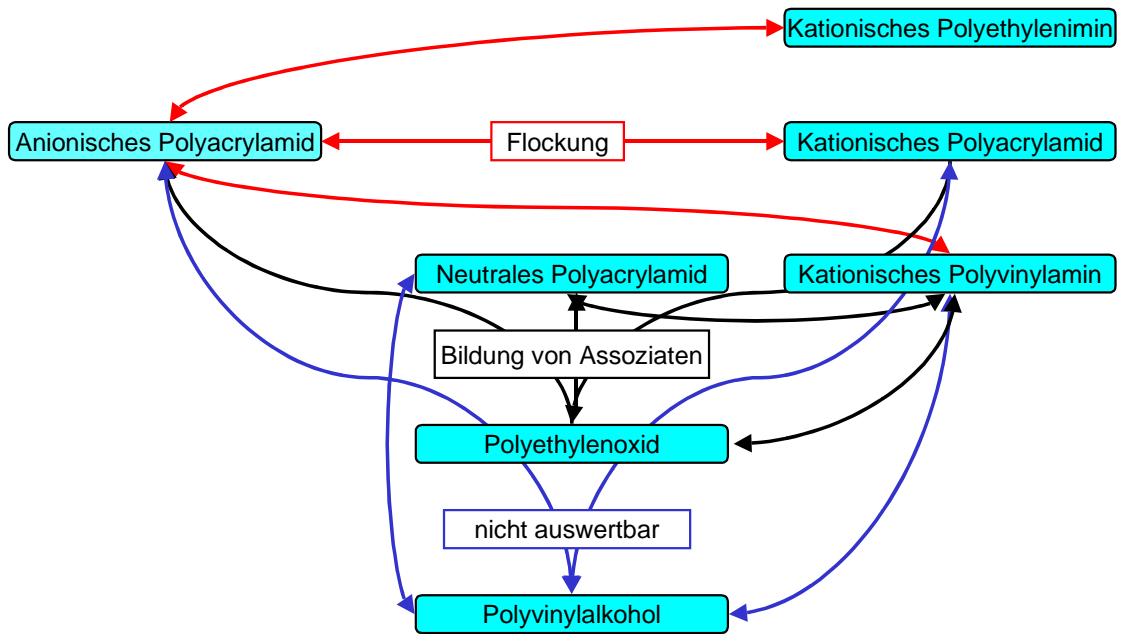 Kationisches Polyethylenimin
Anionisches Polyacrylamid
Flockung
Kationisches Polyacrylamid
Neutrales Polyacrylamid
Kationisches Polyvinylamin
Bildung von Assoziaten
Polyethylenoxid
nicht auswertbar
Polyvinylalkohol